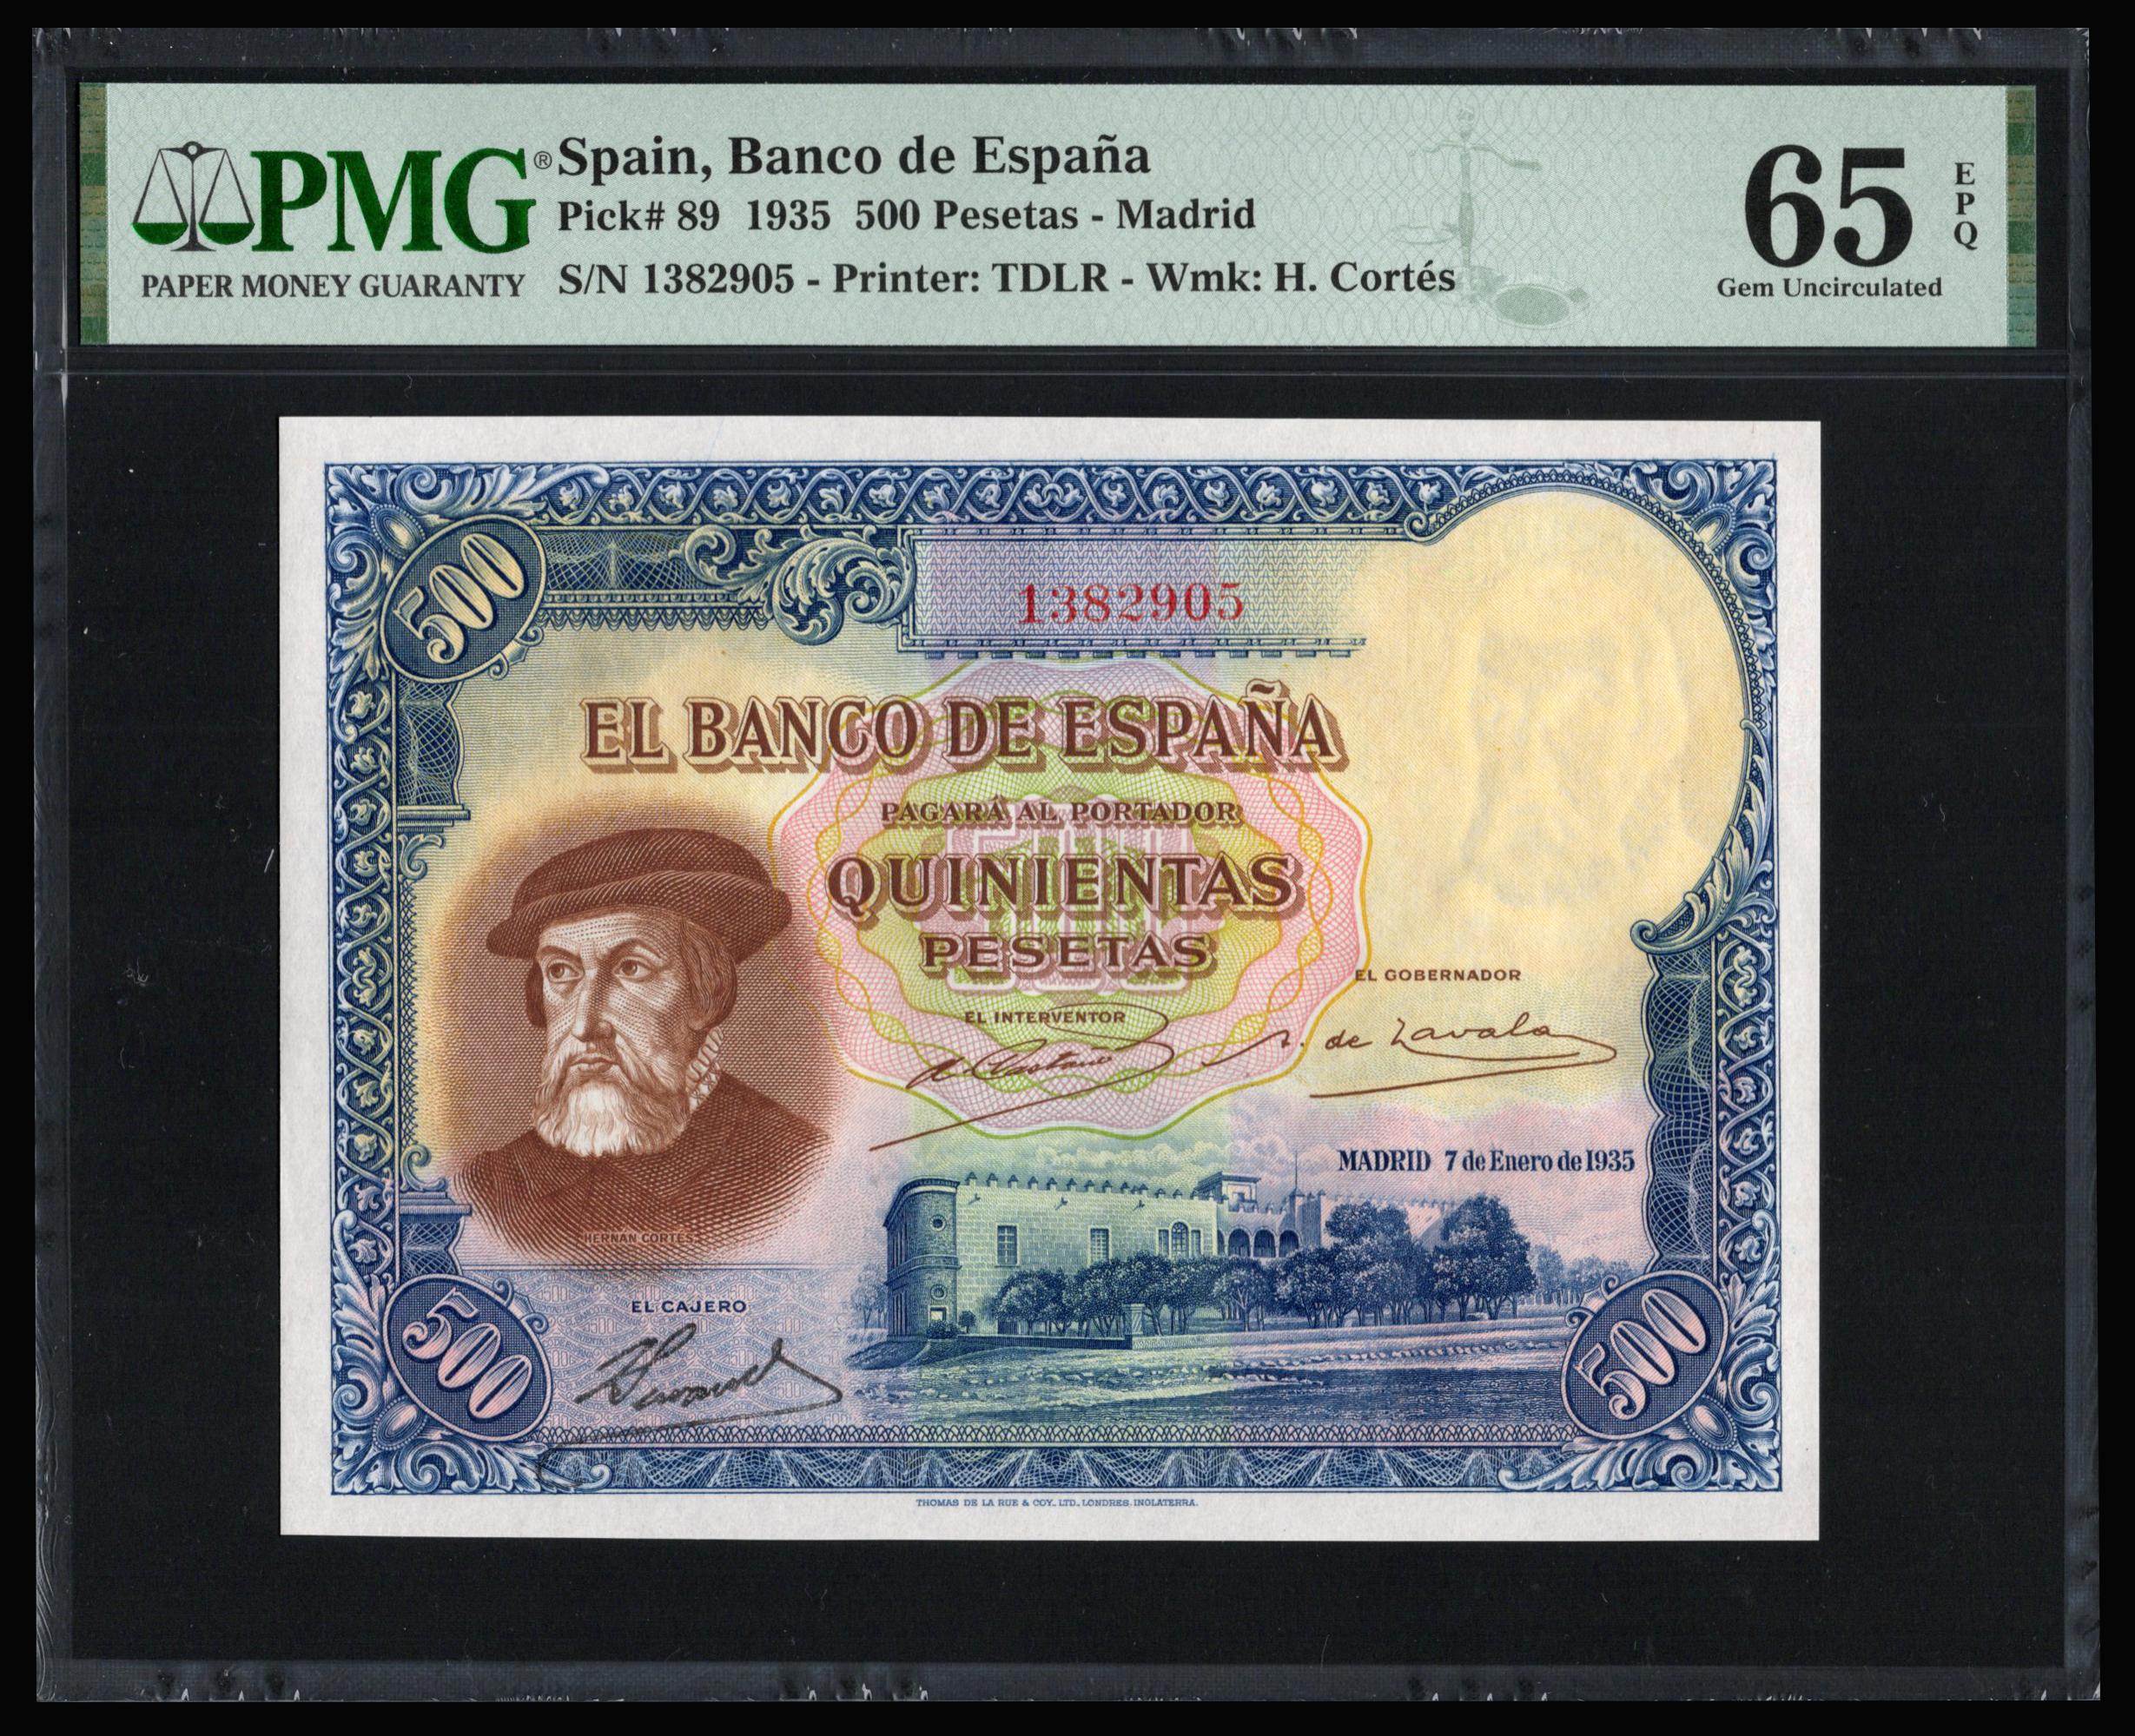 PMG®
PAPER MONEY GUARANTY
Spain, Banco de España
Pick# 89 1935 500 Pesetas - Madrid
S/N 1382905 - Printer: TDLR - Wmk: H. Cortés
65
EPQ
Gem Uncirculated
500
1382905
EL BANCO DE ESPAÑA
PAGARÁ AL PORTADOR
QUINIENTAS
PESETAS
500
EL GOBERNADOR
EL INTERVENTOR
A. de Zavala
MADRID 7 de Enero de 1935
HERNAN CORTES
EL CAJERO
500
500
THOMAS DE LA RUE & COY. LTD., LONDRES, INGLATERRA.